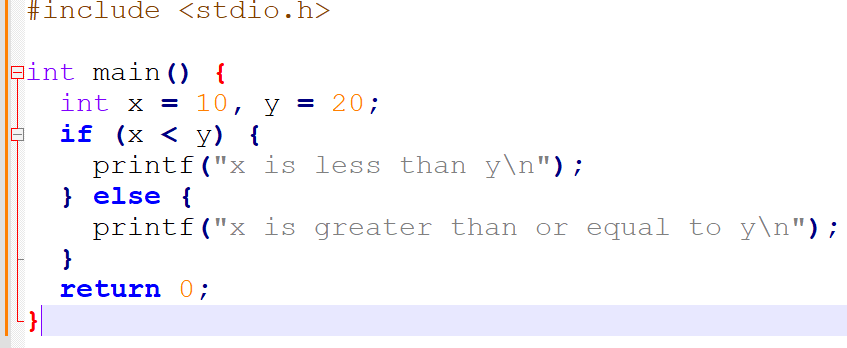 #include <stdio.h>

int main() {
  int x = 10, y = 20;
  if (x < y) {
    printf("x is less than y\n");
  } else {
    printf("x is greater than or equal to y\n");
  }
  return 0;
}